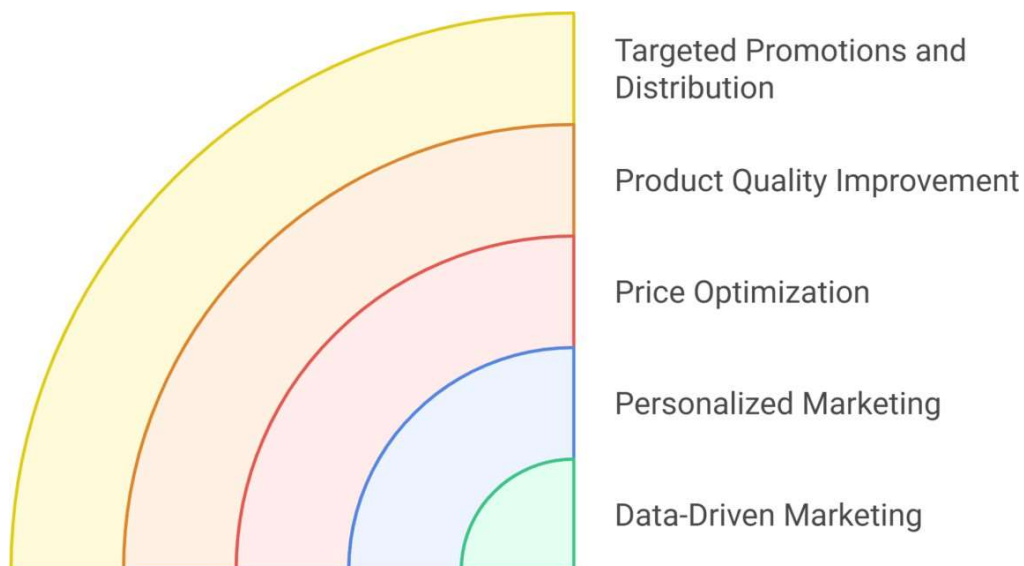 Targeted Promotions and
Distribution
Product Quality Improvement
Price Optimization
Personalized Marketing
Data-Driven Marketing